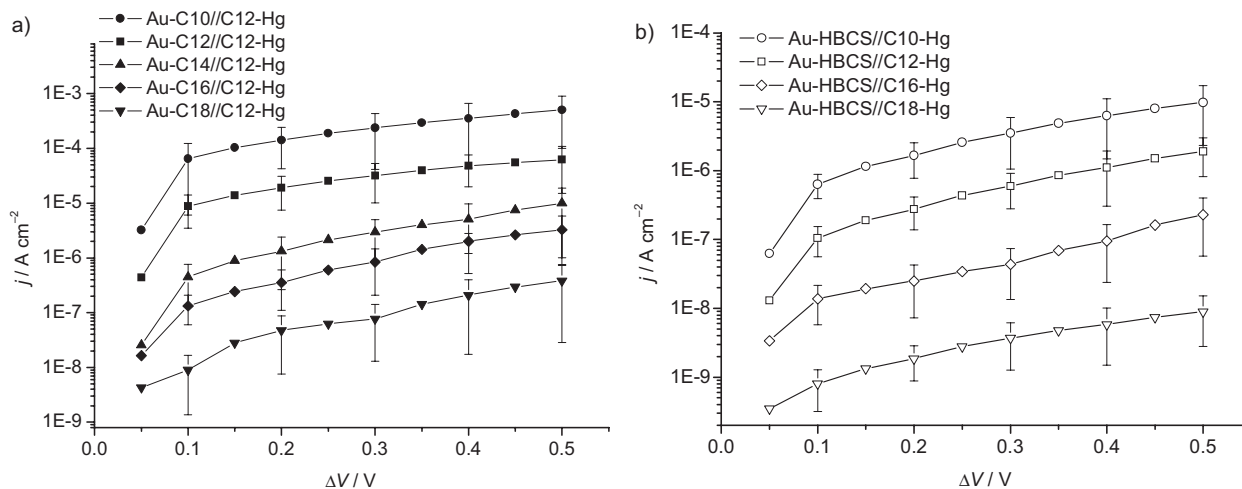 a)
Au-C10//C12-Hg
Au-C12//C12-Hg
Au-C14//C12-Hg
Au-C16//C12-Hg
Au-C18//C12-Hg
1E-3
1E-4
1E-5
1E-6
1E-7
1E-8
1E-9
j / A cm⁻²
0.0 0.1 0.2 0.3 0.4 0.5
ΔV / V
b)
Au-HBCS//C10-Hg
Au-HBCS//C12-Hg
Au-HBCS//C16-Hg
Au-HBCS//C18-Hg
1E-4
1E-5
1E-6
1E-7
1E-8
1E-9
j / A cm⁻²
0.0 0.1 0.2 0.3 0.4 0.5
ΔV / V